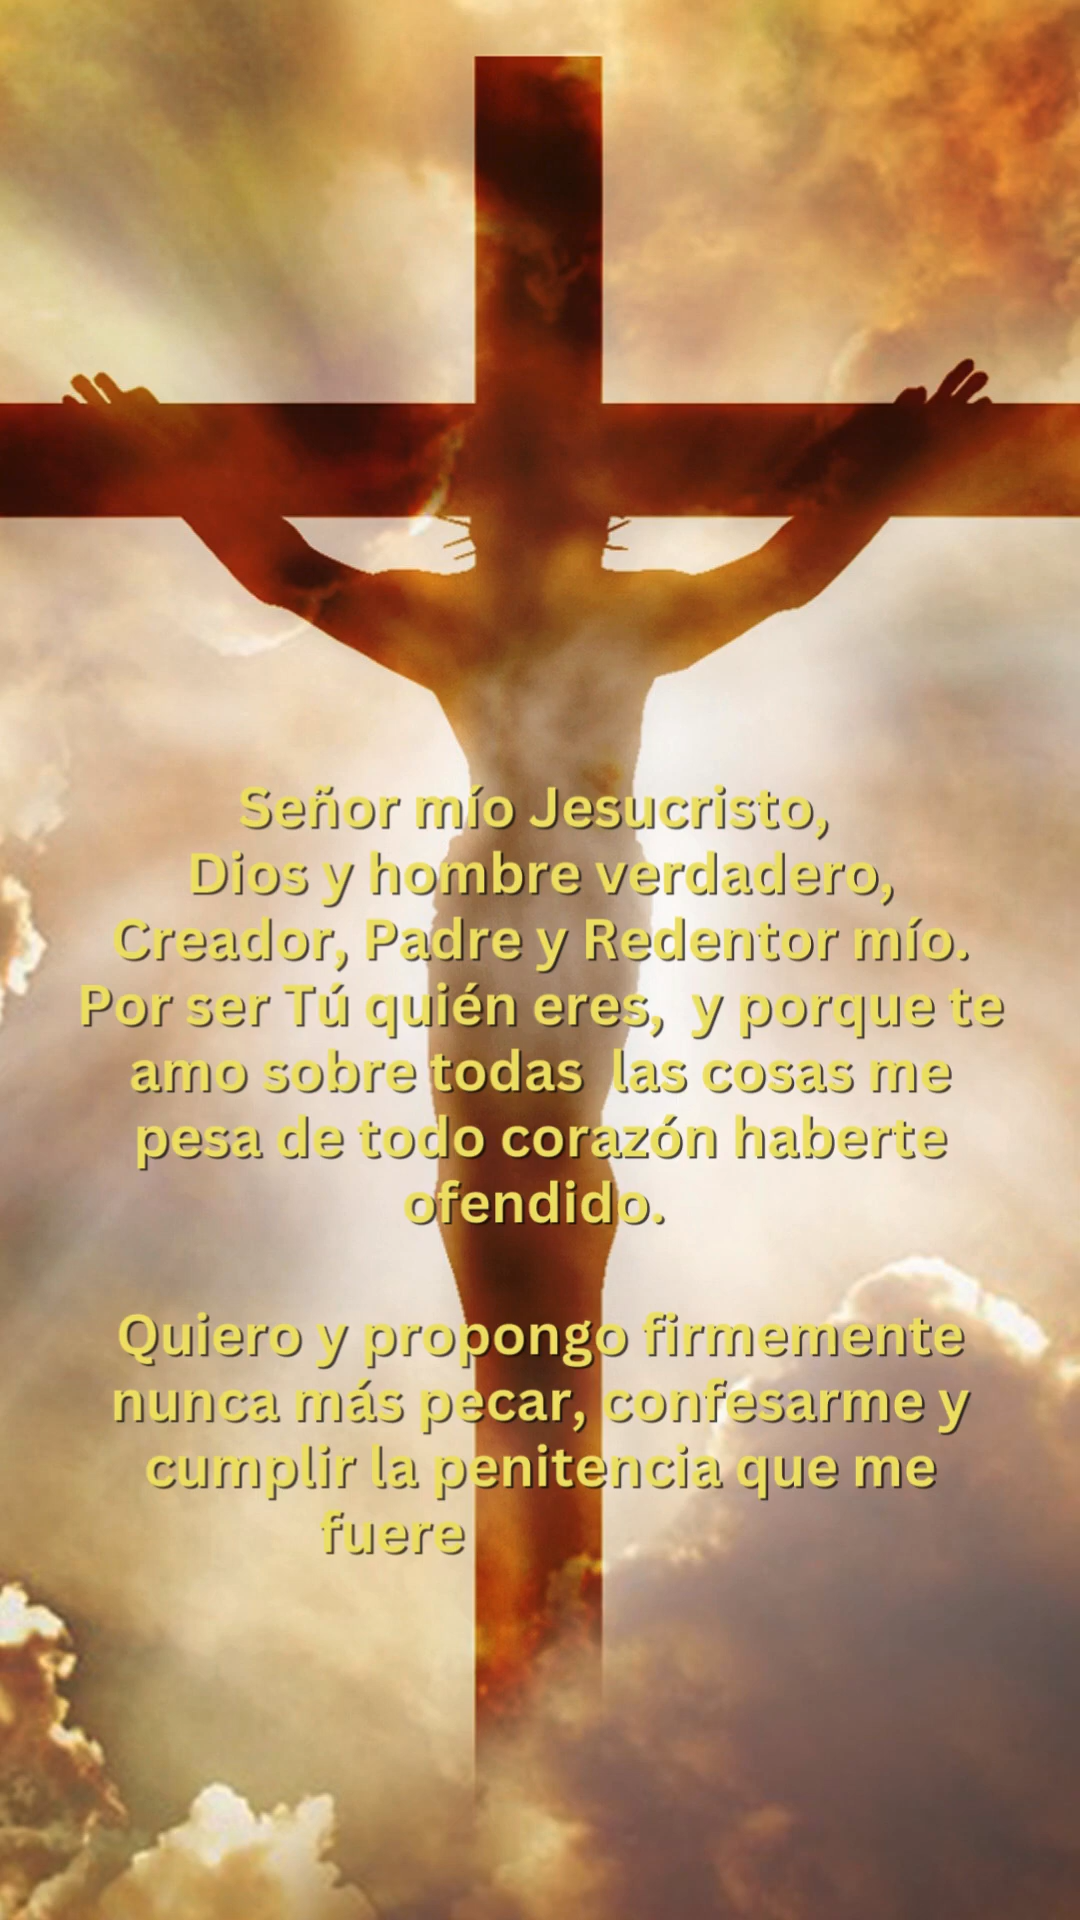 Señor mío Jesucristo,
Dios y hombre verdadero,
Creador, Padre y Redentor mío.
Por ser Tú quién eres,  y porque te
amo sobre todas  las cosas me
pesa de todo corazón haberte
ofendido.
Quiero y propongo firmemente
nunca más pecar, confesarme y
cumplir la penitencia que me
fuere